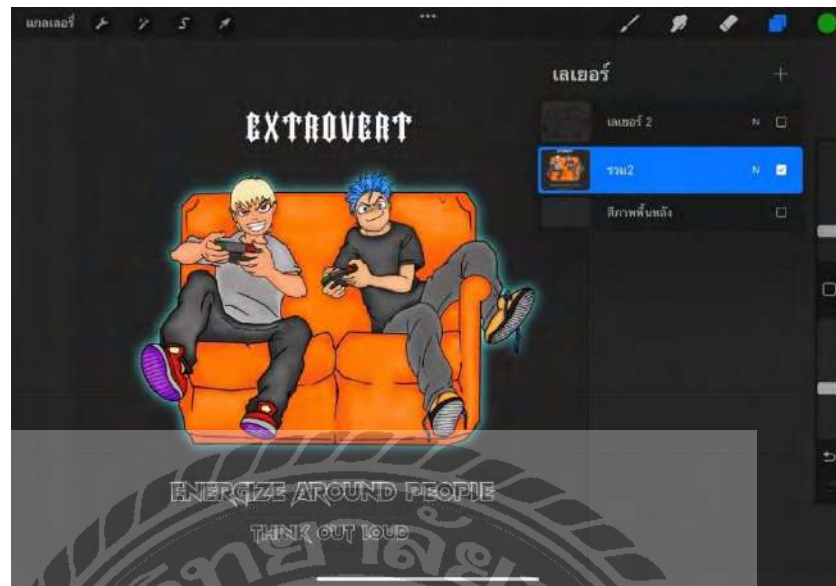 แกลเลอรี่
เลเยอร์
เลเยอร์ 2 N
รวม2 N
สีภาพพื้นหลัง
EXTROVERT
ENERGIZE AROUND PEOPLE
THINK OUT LOUD